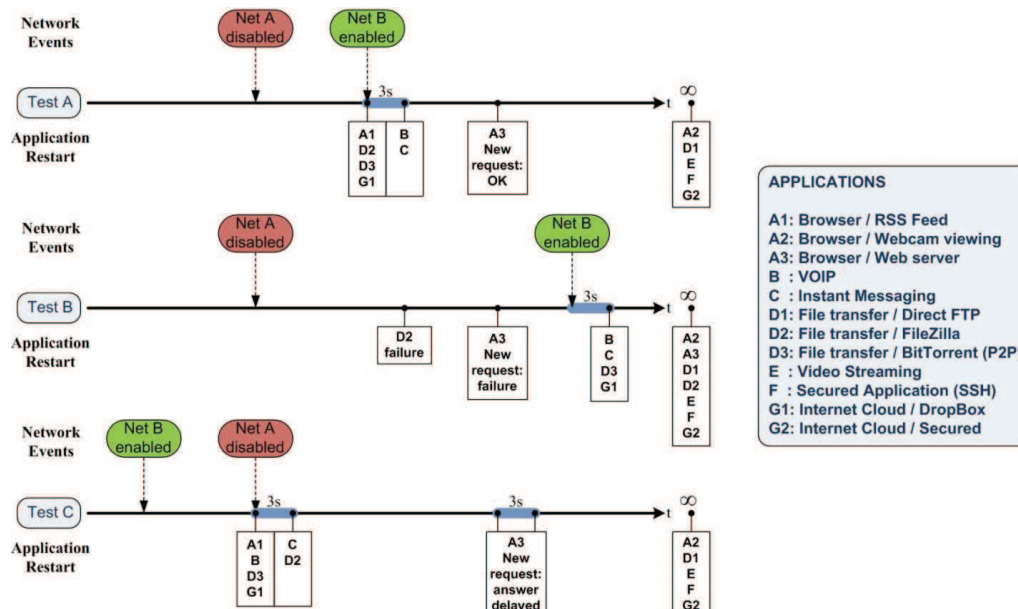 Network
Events
Net A
disabled
Net B
enabled
Test A
3s
t
∞
Application
Restart
A1
D2
D3
G1
B
C
A3
New
request:
OK
A2
D1
E
F
G2
Network
Events
Net A
disabled
Net B
enabled
Test B
3s
t
∞
Application
Restart
D2
failure
A3
New
request:
failure
B
C
D3
G1
A2
A3
D1
D2
E
F
G2
Network
Events
Net B
enabled
Net A
disabled
Test C
3s
3s
t
∞
Application
Restart
A1
B
D3
G1
C
D2
A3
New
request:
answer
delayed
A2
D1
E
F
G2
APPLICATIONS
A1: Browser / RSS Feed
A2: Browser / Webcam viewing
A3: Browser / Web server
B : VOIP
C : Instant Messaging
D1: File transfer / Direct FTP
D2: File transfer / FileZilla
D3: File transfer / BitTorrent (P2P)
E : Video Streaming
F : Secured Application (SSH)
G1: Internet Cloud / DropBox
G2: Internet Cloud / Secured